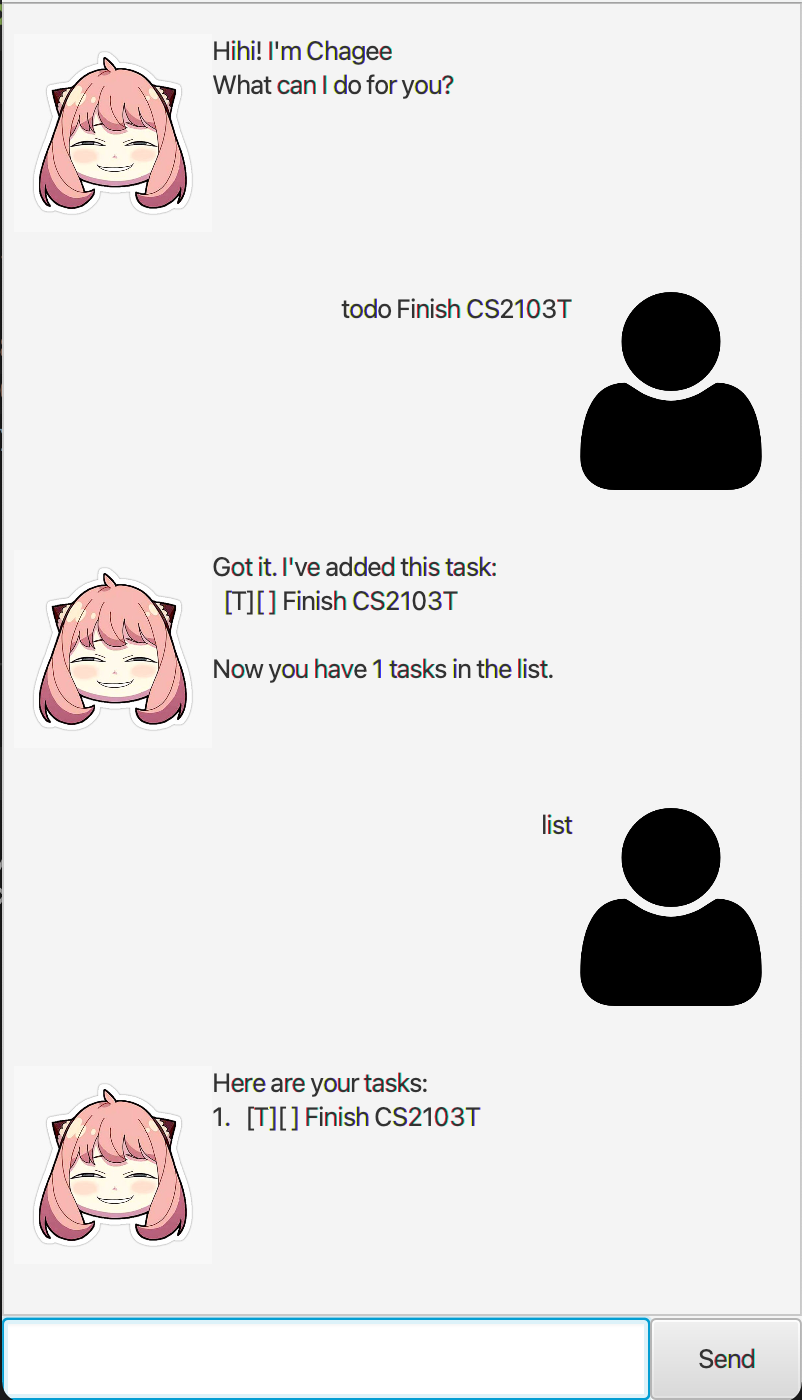 Hihi! I'm Chagee
What can I do for you?
todo Finish CS2103T
Got it. I've added this task:
[T][ ] Finish CS2103T
Now you have 1 tasks in the list.
list
Here are your tasks:
1. [T][ ] Finish CS2103T
Send